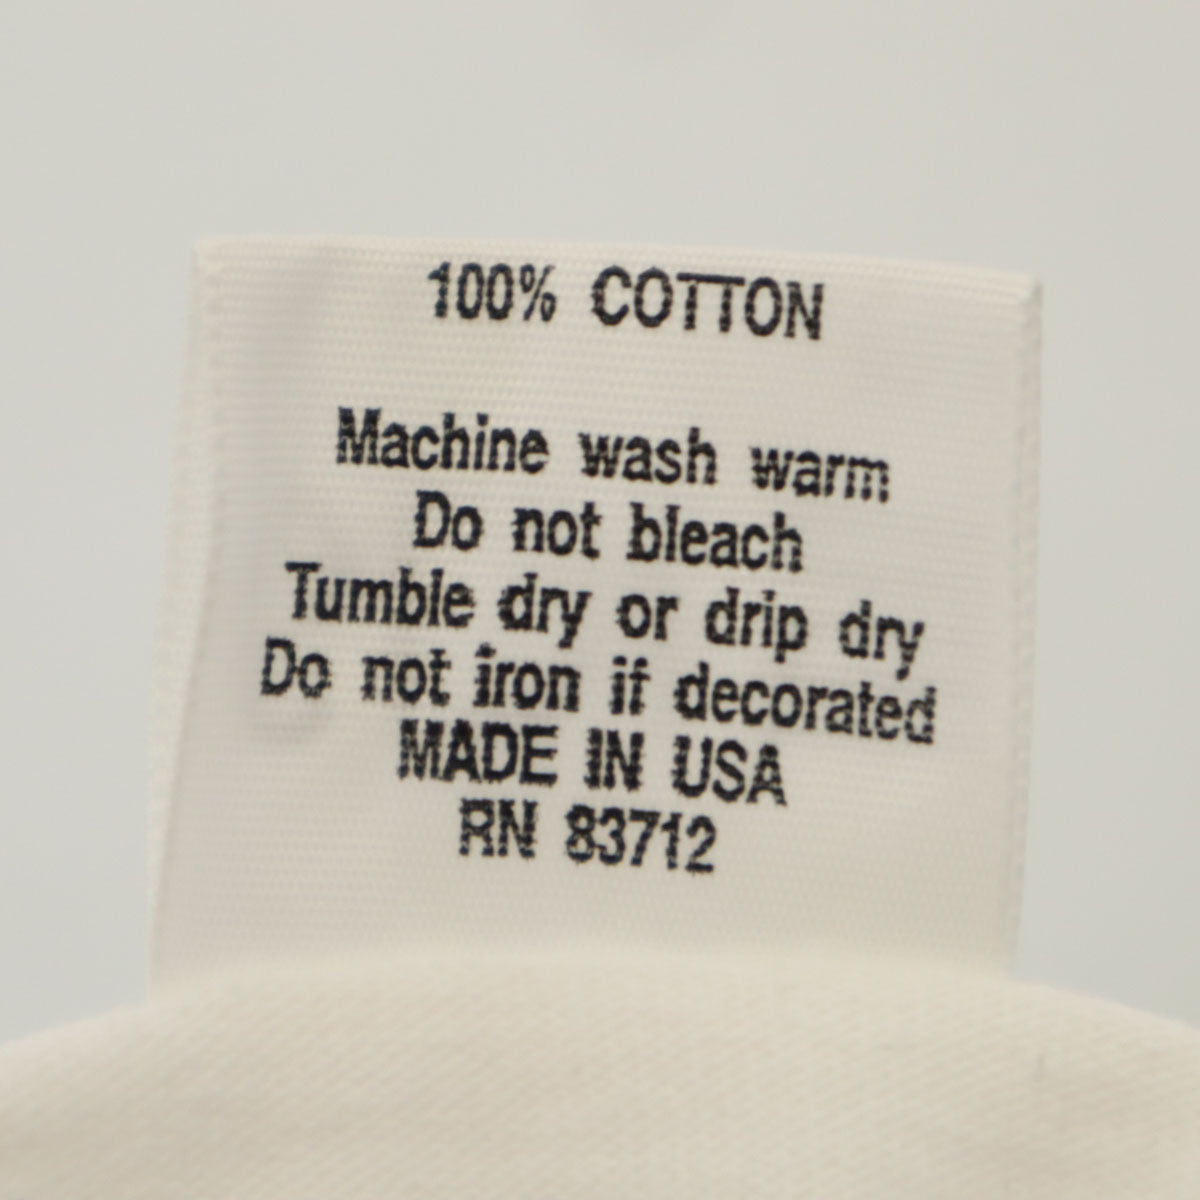 100% COTTON
Machine wash warm
Do not bleach
Tumble dry or drip dry
Do not iron if decorated
MADE IN USA
RN 83712